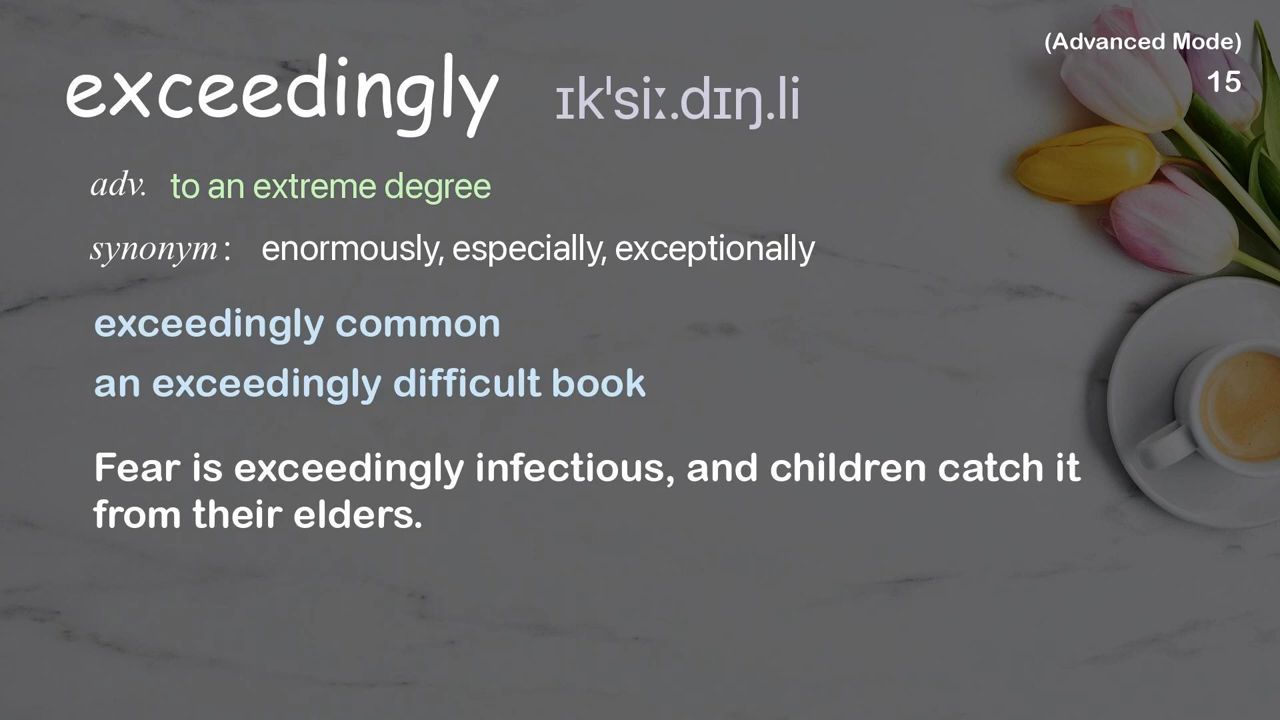 (Advanced Mode)
15
exceedingly ɪkˈsiː.dɪŋ.li
adv. to an extreme degree
synonym: enormously, especially, exceptionally
exceedingly common
an exceedingly difficult book
Fear is exceedingly infectious, and children catch it
from their elders.